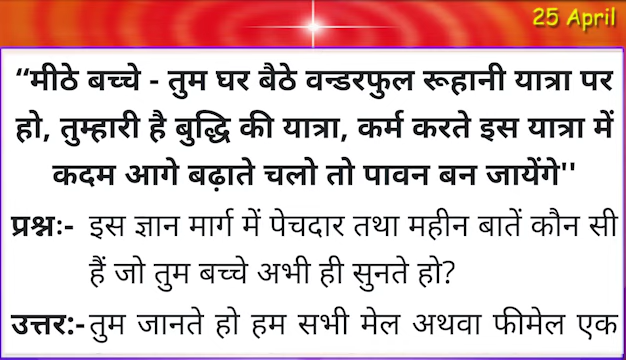 25 April
“मीठे बच्चे - तुम घर बैठे वन्डरफुल रूहानी यात्रा पर
हो, तुम्हारी है बुद्धि की यात्रा, कर्म करते इस यात्रा में
कदम आगे बढ़ाते चलो तो पावन बन जायेंगे''
प्रश्नः- इस ज्ञान मार्ग में पेचदार तथा महीन बातें कौन सी
हैं जो तुम बच्चे अभी ही सुनते हो?
उत्तर:- तुम जानते हो हम सभी मेल अथवा फीमेल एक